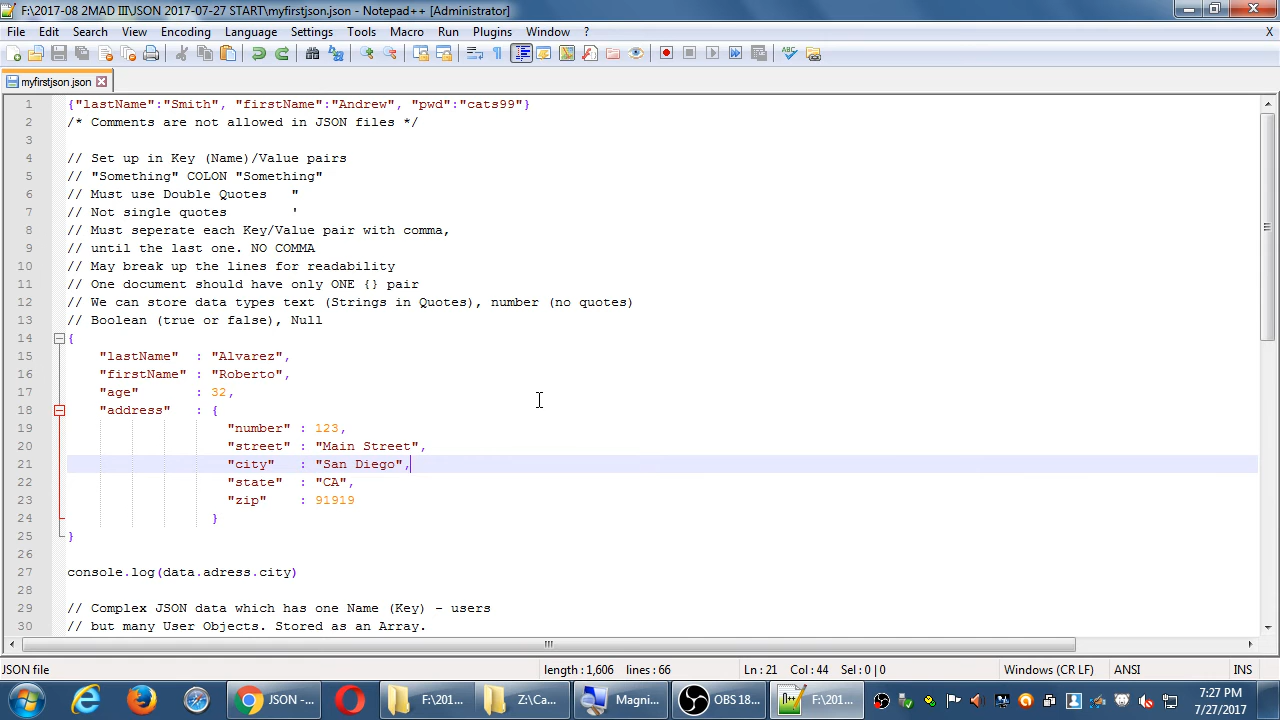 F:\2017-08 2MAD III\JSON 2017-07-27 START\myfirstjson.json - Notepad++ [Administrator]
File Edit Search View Encoding Language Settings Tools Macro Run Plugins Window ? X
myfirstjson.json
1 {"lastName":"Smith", "firstName":"Andrew", "pwd":"cats99"}
2 /* Comments are not allowed in JSON files */
3
4 // Set up in Key (Name)/Value pairs
5 // "Something" COLON "Something"
6 // Must use Double Quotes "
7 // Not single quotes '
8 // Must seperate each Key/Value pair with comma,
9 // until the last one. NO COMMA
10 // May break up the lines for readability
11 // One document should have only ONE {} pair
12 // We can store data types text (Strings in Quotes), number (no quotes)
13 // Boolean (true or false), Null
14 {
15 "lastName" : "Alvarez",
16 "firstName" : "Roberto",
17 "age" : 32,
18 "address" : {
19 "number" : 123,
20 "street" : "Main Street",
21 "city" : "San Diego",
22 "state" : "CA",
23 "zip" : 91919
24 }
25 }
26
27 console.log(data.adress.city)
28
29 // Complex JSON data which has one Name (Key) - users
30 // but many User Objects. Stored as an Array.
JSON file length : 1,606 lines : 66 Ln : 21 Col : 44 Sel : 0 | 0 Windows (CR LF) ANSI INS
JSON -... F:\201... Z:\Ca... Magni... OBS 18... F:\201... 7:27 PM
7/27/2017